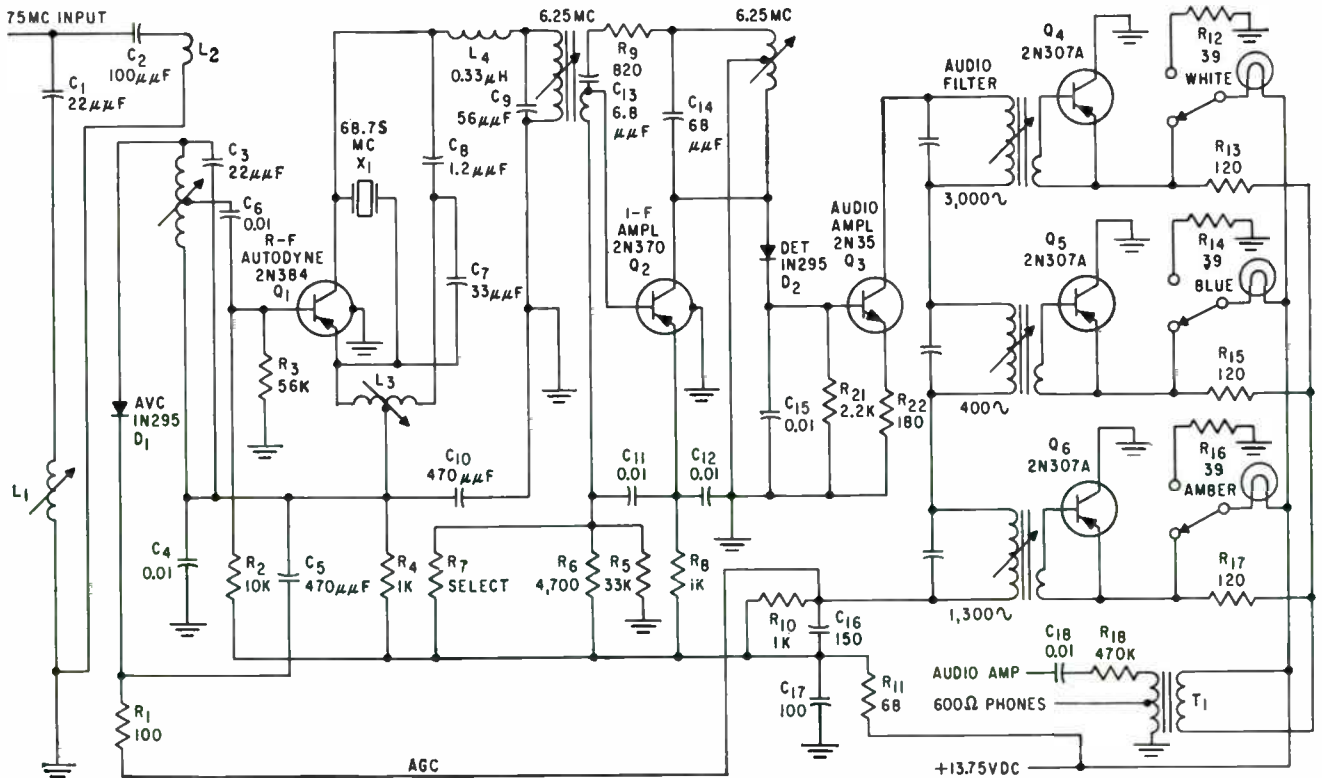 75MC INPUT
C2
100μμF
L2
C1
22μμF
C3
22μμF
C6
0.01
R-F
AUTODYNE
2N384
Q1
68.7S
MC
X1
L4
0.33μH
C9
56μμF
C8
1.2μμF
C7
33μμF
6.25MC
R9
820
C13
6.8
μμF
C14
68
μμF
6.25MC
I-F
AMPL
2N370
Q2
DET
IN295
D2
AUDIO
AMPL
2N35
Q3
AUDIO
FILTER
3,000~
Q4
2N307A
R12
39
WHITE
R13
120
Q5
2N307A
400~
R14
39
BLUE
R15
120
Q6
2N307A
1,300~
R16
39
AMBER
R17
120
AVC
IN295
D1
R3
56K
L3
C10
470μμF
C11
0.01
C12
0.01
C15
0.01
R21
2.2K
R22
180
L1
C4
0.01
R2
10K
C5
470μμF
R4
1K
R7
SELECT
R6
4,700
R5
33K
R8
1K
R10
1K
C16
150
C17
100
R11
68
R1
100
AGC
C18
0.01
R18
470K
AUDIO AMP
600Ω PHONES
T1
+13.75VDC